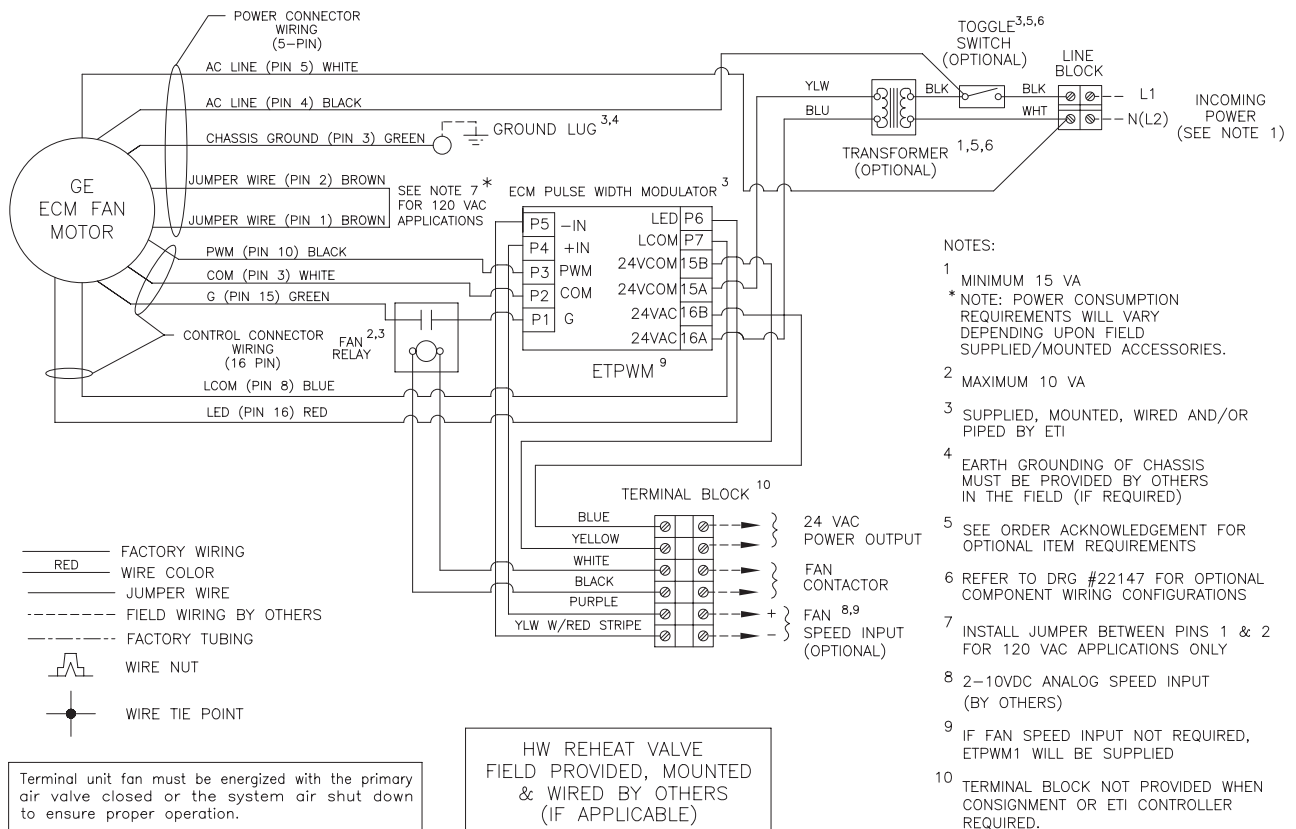 POWER CONNECTOR
WIRING
(5-PIN)
AC LINE (PIN 5) WHITE
AC LINE (PIN 4) BLACK
CHASSIS GROUND (PIN 3) GREEN
GROUND LUG 3,4
GE
ECM FAN
MOTOR
JUMPER WIRE (PIN 2) BROWN
JUMPER WIRE (PIN 1) BROWN
SEE NOTE 7 *
FOR 120 VAC
APPLICATIONS
PWM (PIN 10) BLACK
COM (PIN 3) WHITE
G (PIN 15) GREEN
CONTROL CONNECTOR
WIRING
(16 PIN)
FAN 2,3
RELAY
LCOM (PIN 8) BLUE
LED (PIN 16) RED
TOGGLE 3,5,6
SWITCH
(OPTIONAL)
LINE
BLOCK
YLW
BLK
BLK
L1
BLU
WHT
N(L2)
INCOMING
POWER
(SEE NOTE 1)
TRANSFORMER 1,5,6
(OPTIONAL)
ECM PULSE WIDTH MODULATOR 3
P5 -IN
P4 +IN
P3 PWM
P2 COM
P1 G
LED P6
LCOM P7
24VCOM 15B
24VCOM 15A
24VAC 16B
24VAC 16A
ETPWM 9
TERMINAL BLOCK 10
BLUE
YELLOW
WHITE
BLACK
PURPLE
YLW W/RED STRIPE
24 VAC
POWER OUTPUT
FAN
CONTACTOR
+
-
FAN 8,9
SPEED INPUT
(OPTIONAL)
NOTES:
1 MINIMUM 15 VA
* NOTE: POWER CONSUMPTION
REQUIREMENTS WILL VARY
DEPENDING UPON FIELD
SUPPLIED/MOUNTED ACCESSORIES.
2 MAXIMUM 10 VA
3 SUPPLIED, MOUNTED, WIRED AND/OR
PIPED BY ETI
4 EARTH GROUNDING OF CHASSIS
MUST BE PROVIDED BY OTHERS
IN THE FIELD (IF REQUIRED)
5 SEE ORDER ACKNOWLEDGEMENT FOR
OPTIONAL ITEM REQUIREMENTS
6 REFER TO DRG #22147 FOR OPTIONAL
COMPONENT WIRING CONFIGURATIONS
7 INSTALL JUMPER BETWEEN PINS 1 & 2
FOR 120 VAC APPLICATIONS ONLY
8 2-10VDC ANALOG SPEED INPUT
(BY OTHERS)
9 IF FAN SPEED INPUT NOT REQUIRED,
ETPWM1 WILL BE SUPPLIED
10 TERMINAL BLOCK NOT PROVIDED WHEN
CONSIGNMENT OR ETI CONTROLLER
REQUIRED.
FACTORY WIRING
RED
WIRE COLOR
JUMPER WIRE
FIELD WIRING BY OTHERS
FACTORY TUBING
WIRE NUT
WIRE TIE POINT
Terminal unit fan must be energized with the primary
air valve closed or the system air shut down
to ensure proper operation.
HW REHEAT VALVE
FIELD PROVIDED, MOUNTED
& WIRED BY OTHERS
(IF APPLICABLE)